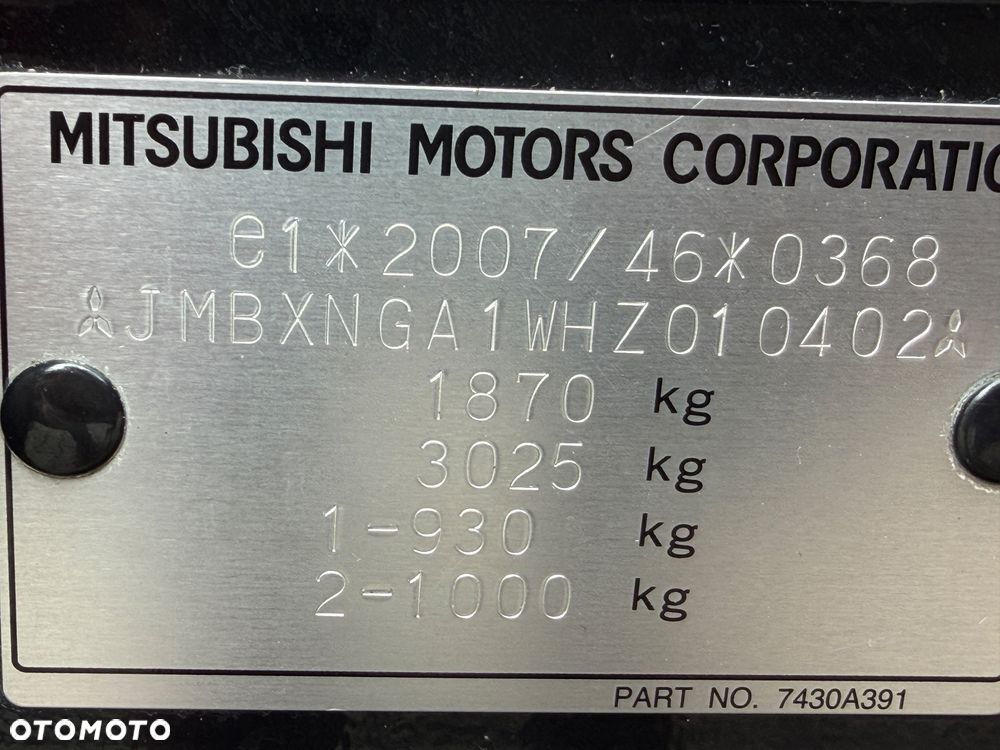 MITSUBISHI MOTORS CORPORATIO
e1*2007/46*0368
JMBXNGA1WHZ010402
1870 kg
3025 kg
1-930 kg
2-1000 kg
PART NO. 7430A391
OTOMOTO